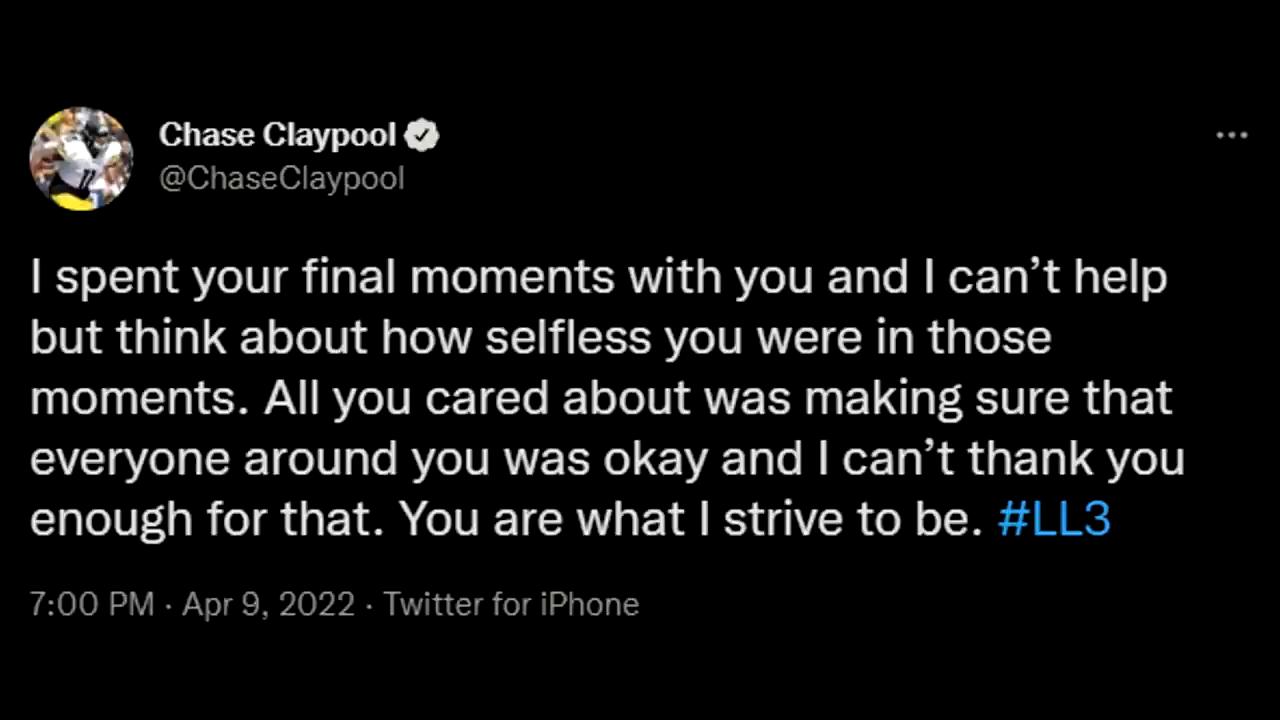 Chase Claypool
@ChaseClaypool
I spent your final moments with you and I can’t help
but think about how selfless you were in those
moments. All you cared about was making sure that
everyone around you was okay and I can’t thank you
enough for that. You are what I strive to be. #LL3
7:00 PM · Apr 9, 2022 · Twitter for iPhone